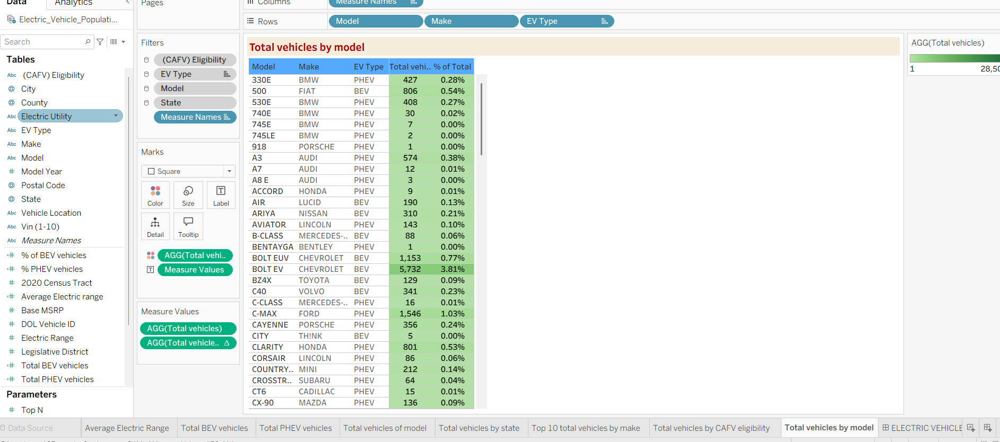 Data
Analytics
Pages
Columns
Measure Names
Electric_Vehicle_Populati...
Rows
Model
Make
EV Type
Search
Filters
(CAFV) Eligibility
EV Type
Model
State
Measure Names
Tables
Abc (CAFV) Eligibility
City
County
Abc Electric Utility
Abc EV Type
Abc Make
Abc Model
# Model Year
Postal Code
State
Abc Vehicle Location
Abc Vin (1-10)
Abc Measure Names
=# % of BEV vehicles
=# % PHEV vehicles
# 2020 Census Tract
=# Average Electric range
# Base MSRP
# DOL Vehicle ID
# Electric Range
# Legislative District
=# Total BEV vehicles
=# Total PHEV vehicles
Parameters
# Top N
Marks
Square
Color
Size
Label
Detail
Tooltip
AGG(Total vehi..
Measure Values
Measure Values
AGG(Total vehicles)
AGG(Total vehicle.. Δ
Total vehicles by model
Model Make EV Type Total vehi.. % of Total
330E BMW PHEV 427 0.28%
500 FIAT BEV 806 0.54%
530E BMW PHEV 408 0.27%
740E BMW PHEV 30 0.02%
745E BMW PHEV 7 0.00%
745LE BMW PHEV 2 0.00%
918 PORSCHE PHEV 1 0.00%
A3 AUDI PHEV 574 0.38%
A7 AUDI PHEV 12 0.01%
A8 E AUDI PHEV 3 0.00%
ACCORD HONDA PHEV 9 0.01%
AIR LUCID BEV 190 0.13%
ARIYA NISSAN BEV 310 0.21%
AVIATOR LINCOLN PHEV 143 0.10%
B-CLASS MERCEDES-.. BEV 88 0.06%
BENTAYGA BENTLEY PHEV 1 0.00%
BOLT EUV CHEVROLET BEV 1,153 0.77%
BOLT EV CHEVROLET BEV 5,732 3.81%
BZ4X TOYOTA BEV 129 0.09%
C40 VOLVO BEV 341 0.23%
C-CLASS MERCEDES-.. PHEV 16 0.01%
C-MAX FORD PHEV 1,546 1.03%
CAYENNE PORSCHE PHEV 356 0.24%
CITY TH!NK BEV 5 0.00%
CLARITY HONDA PHEV 801 0.53%
CORSAIR LINCOLN PHEV 86 0.06%
COUNTRY.. MINI PHEV 212 0.14%
CROSSTR.. SUBARU PHEV 64 0.04%
CT6 CADILLAC PHEV 15 0.01%
CX-90 MAZDA PHEV 136 0.09%
AGG(Total vehicles)
1 28,50
Data Source
Average Electric Range
Total BEV vehicles
Total PHEV vehicles
Total vehicles of model
Total vehicles by state
Top 10 total vehicles by make
Total vehicles by CAFV eligibility
Total vehicles by model
ELECTRIC VEHICLE